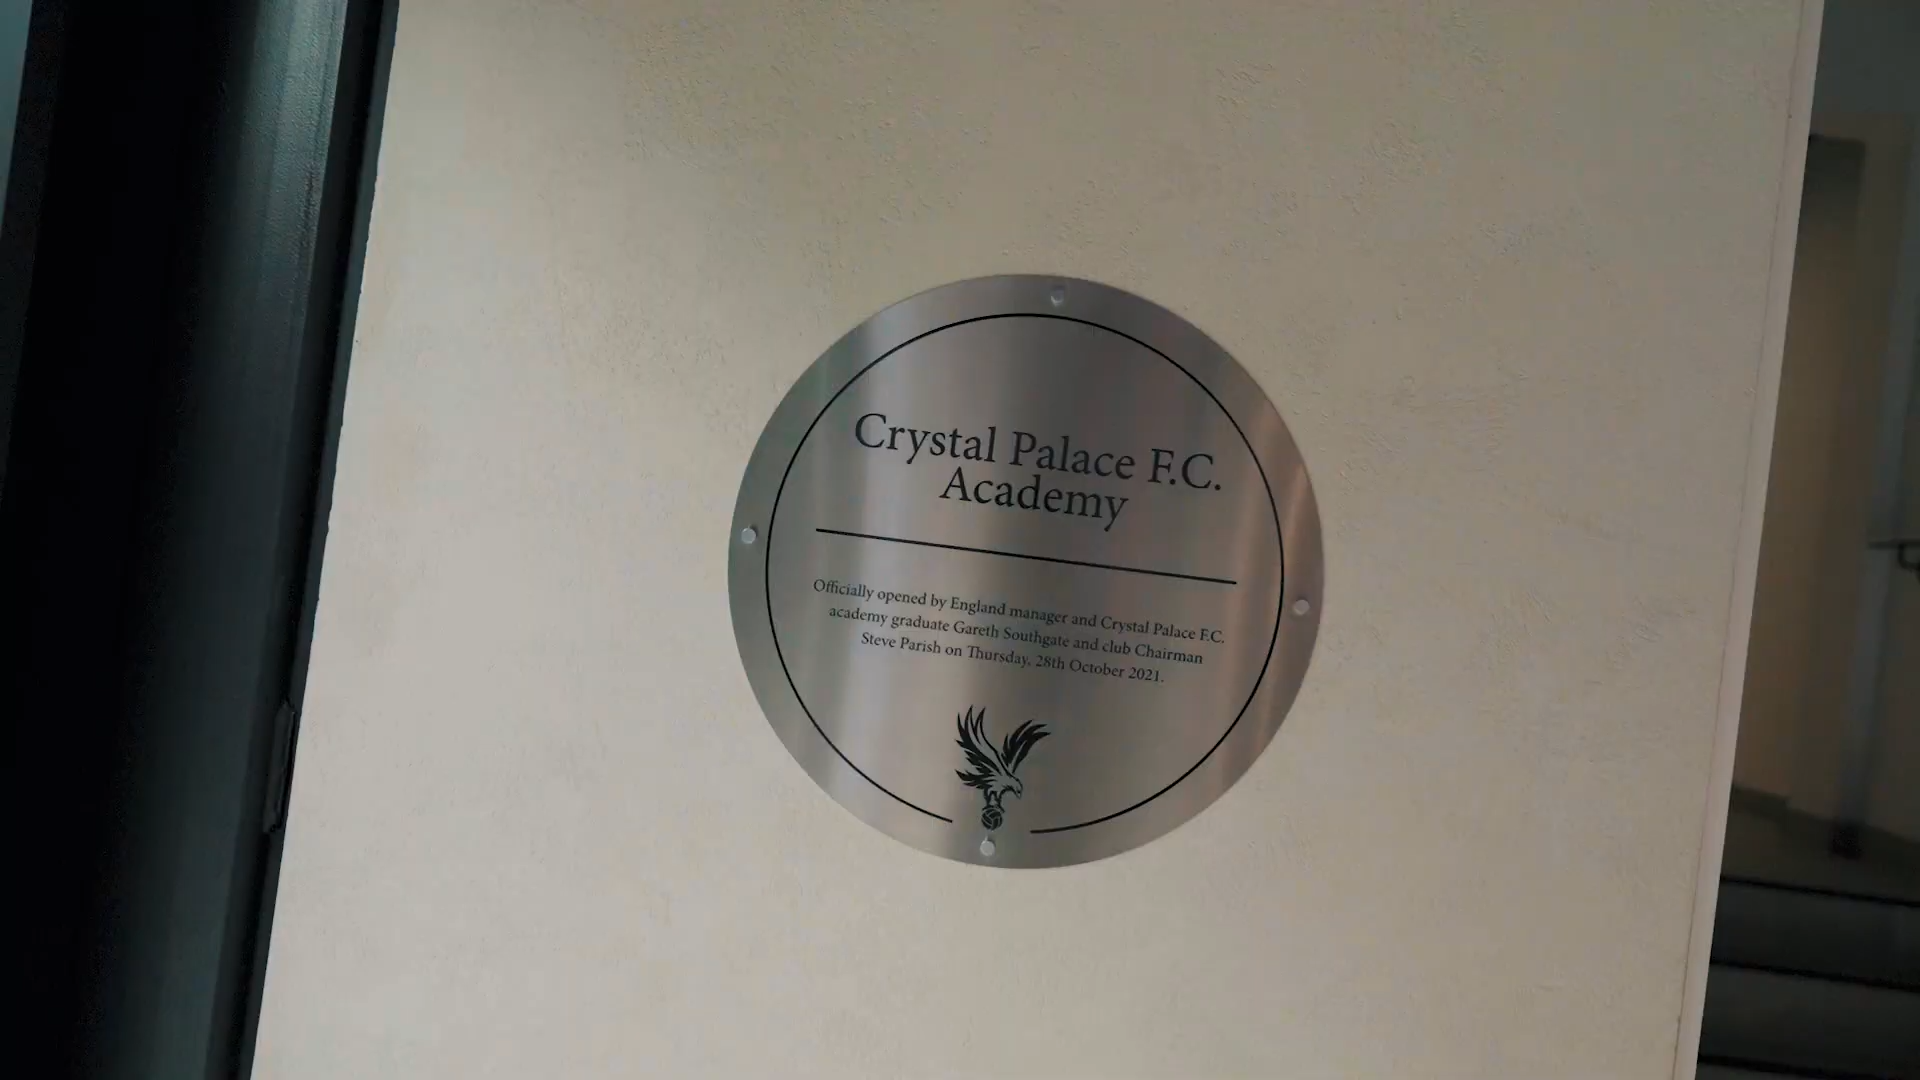 Crystal Palace F.C.
Academy
Officially opened by England manager and Crystal Palace F.C.
academy graduate Gareth Southgate and club Chairman
Steve Parish on Thursday, 28th October 2021.